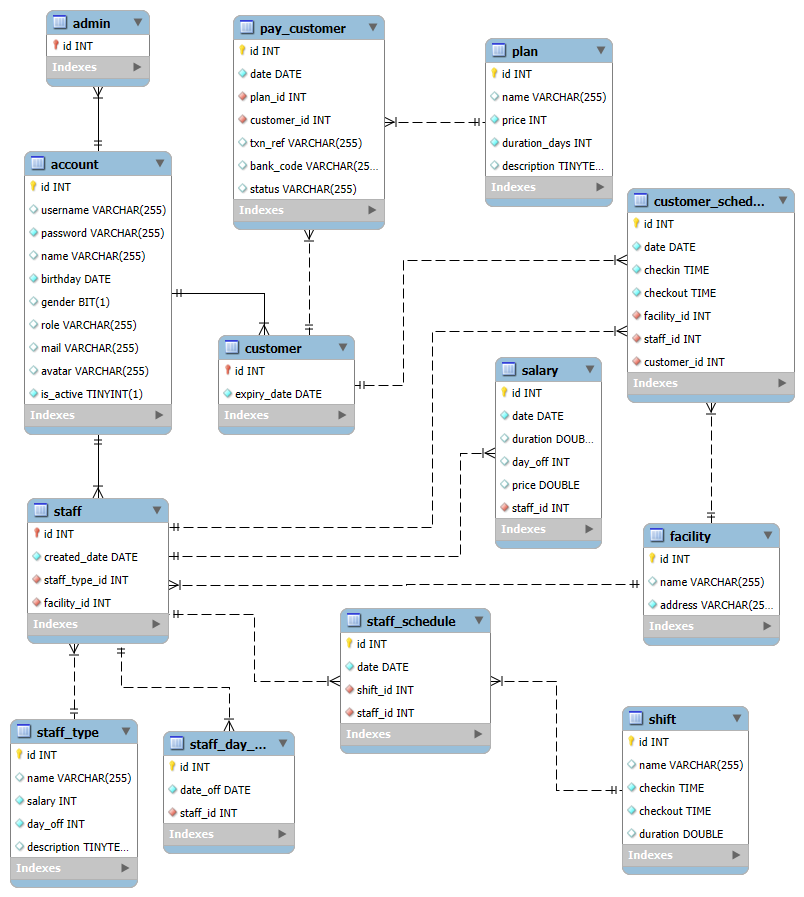 admin
id INT
Indexes
pay_customer
id INT
date DATE
plan_id INT
customer_id INT
txn_ref VARCHAR(255)
bank_code VARCHAR(25...
status VARCHAR(255)
Indexes
plan
id INT
name VARCHAR(255)
price INT
duration_days INT
description TINYTE...
Indexes
account
id INT
username VARCHAR(255)
password VARCHAR(255)
name VARCHAR(255)
birthday DATE
gender BIT(1)
role VARCHAR(255)
mail VARCHAR(255)
avatar VARCHAR(255)
is_active TINYINT(1)
Indexes
customer_sched...
id INT
date DATE
checkin TIME
checkout TIME
facility_id INT
staff_id INT
customer_id INT
Indexes
customer
id INT
expiry_date DATE
Indexes
salary
id INT
date DATE
duration DOUB...
day_off INT
price DOUBLE
staff_id INT
Indexes
staff
id INT
created_date DATE
staff_type_id INT
facility_id INT
Indexes
facility
id INT
name VARCHAR(255)
address VARCHAR(25...
Indexes
staff_schedule
id INT
date DATE
shift_id INT
staff_id INT
Indexes
staff_type
id INT
name VARCHAR(255)
salary INT
day_off INT
description TINYTE...
Indexes
staff_day_...
id INT
date_off DATE
staff_id INT
Indexes
shift
id INT
name VARCHAR(255)
checkin TIME
checkout TIME
duration DOUBLE
Indexes